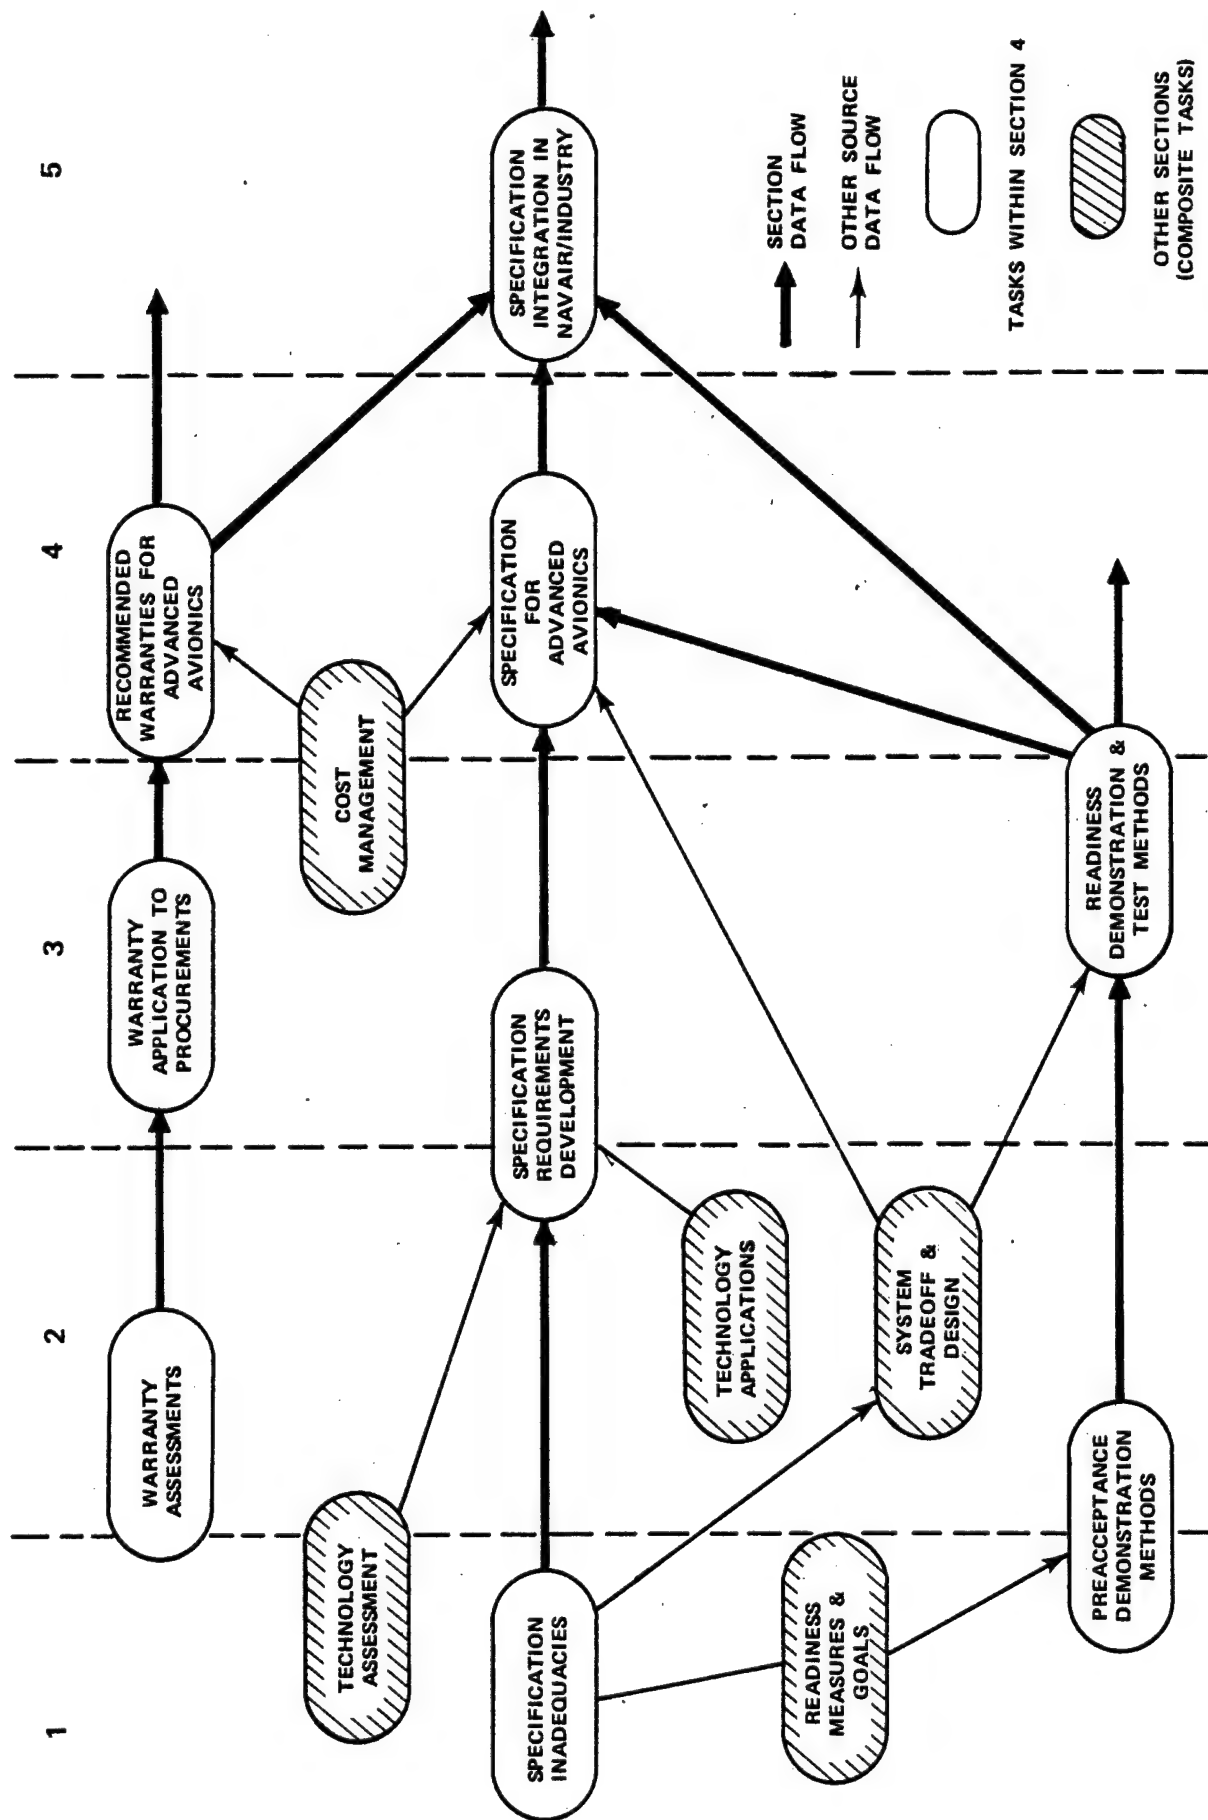 1
2
3
4
5
WARRANTY
ASSESSMENTS
WARRANTY
APPLICATION TO
PROCUREMENTS
RECOMMENDED
WARRANTIES FOR
ADVANCED
AVIONICS
TECHNOLOGY
ASSESSMENT
COST
MANAGEMENT
SPECIFICATION
INADEQUACIES
SPECIFICATION
REQUIREMENTS
DEVELOPMENT
SPECIFICATION
FOR
ADVANCED
AVIONICS
SPECIFICATION
INTEGRATION IN
NAVAIR/INDUSTRY
TECHNOLOGY
APPLICATIONS
READINESS
MEASURES &
GOALS
SYSTEM
TRADEOFF &
DESIGN
PREACCEPTANCE
DEMONSTRATION
METHODS
READINESS
DEMONSTRATION &
TEST METHODS
SECTION
DATA FLOW
OTHER SOURCE
DATA FLOW
TASKS WITHIN SECTION 4
OTHER SECTIONS
(COMPOSITE TASKS)